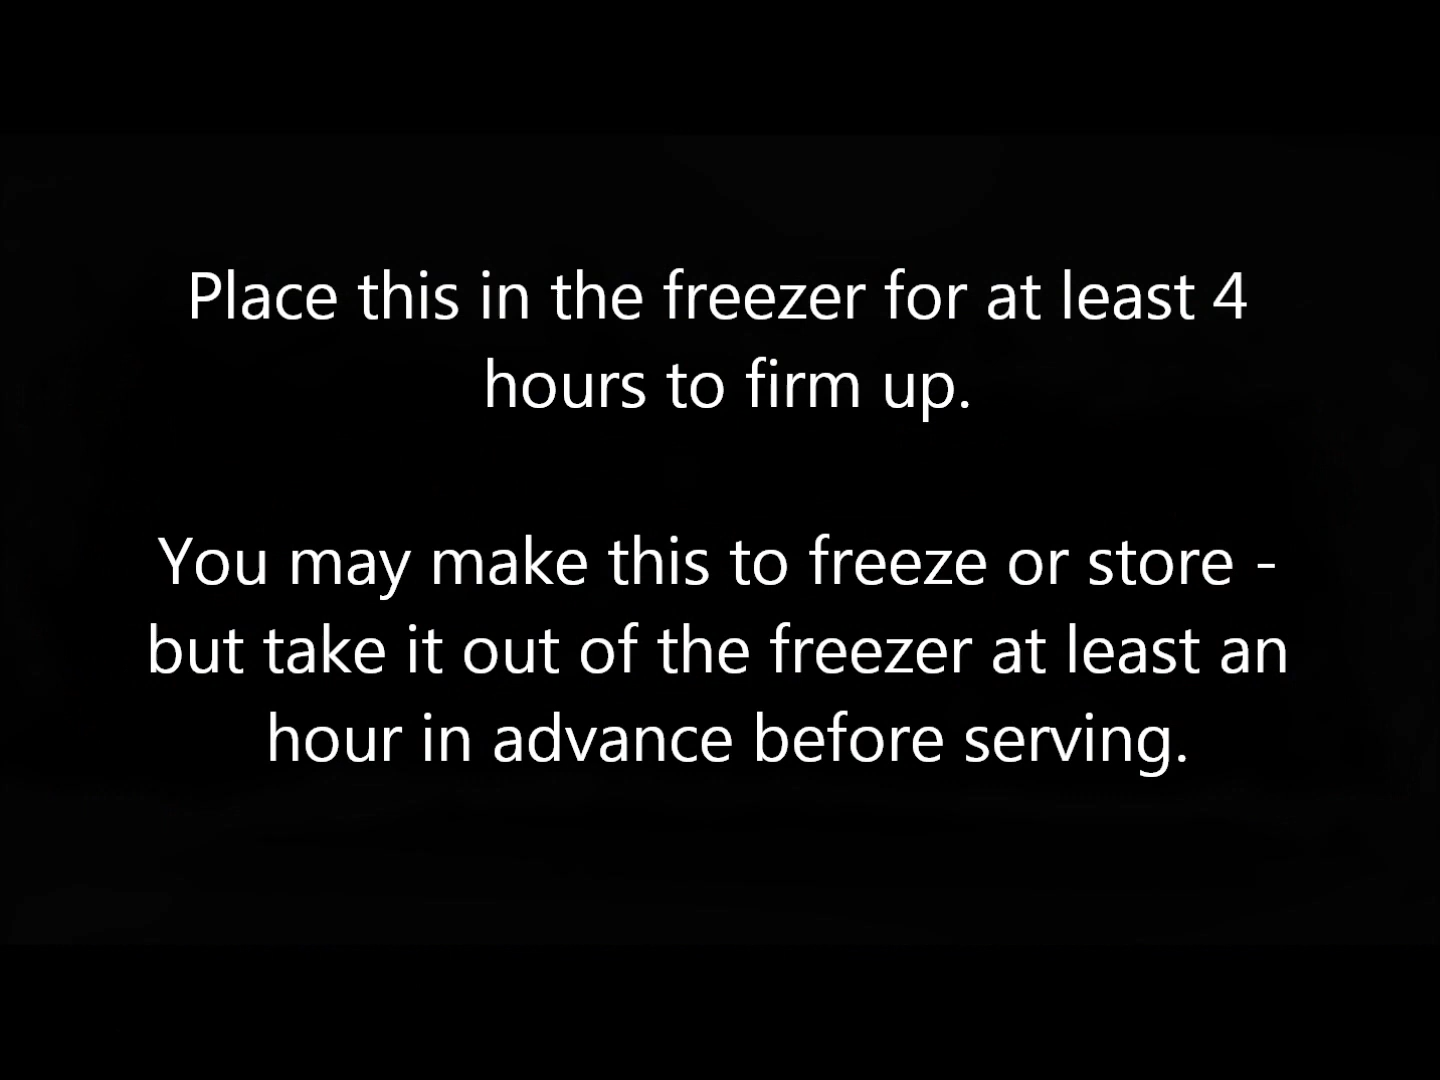 Place this in the freezer for at least 4
hours to firm up.
You may make this to freeze or store -
but take it out of the freezer at least an
hour in advance before serving.